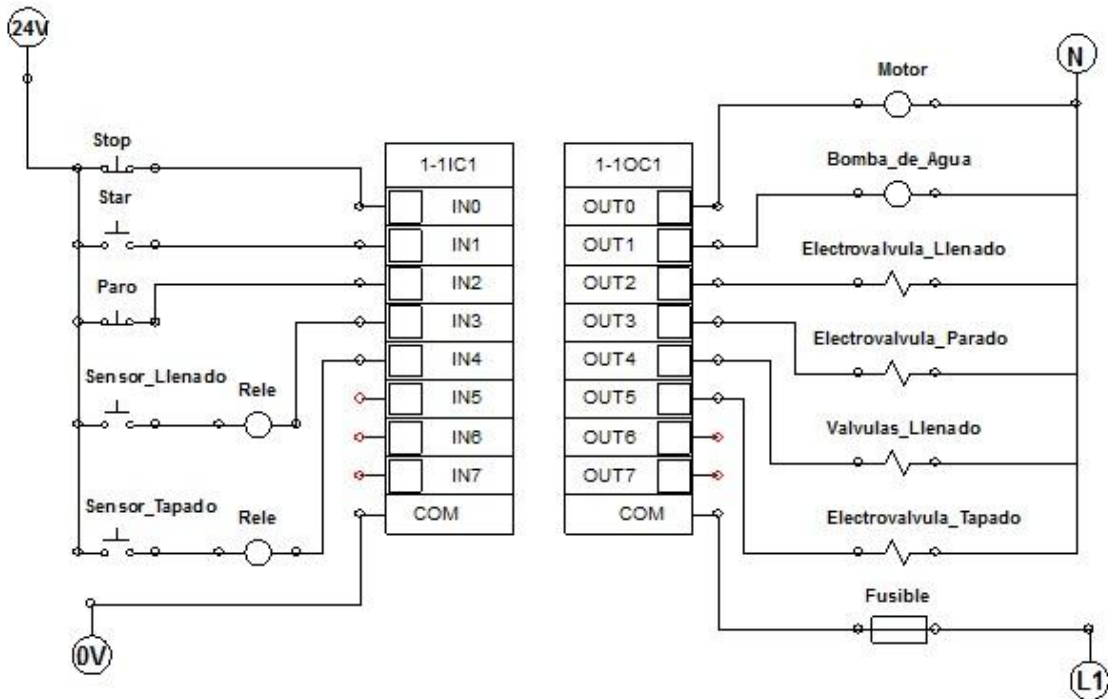 24V
Stop
Star
Paro
Sensor_Llenado
Rele
Sensor_Tapado
Rele
0V
1-1IC1
IN0
IN1
IN2
IN3
IN4
IN5
IN6
IN7
COM
1-1OC1
OUT0
OUT1
OUT2
OUT3
OUT4
OUT5
OUT6
OUT7
COM
N
Motor
Bomba_de_Agua
Electrovalvula_Llenado
Electrovalvula_Parado
Valvulas_Llenado
Electrovalvula_Tapado
Fusible
L1